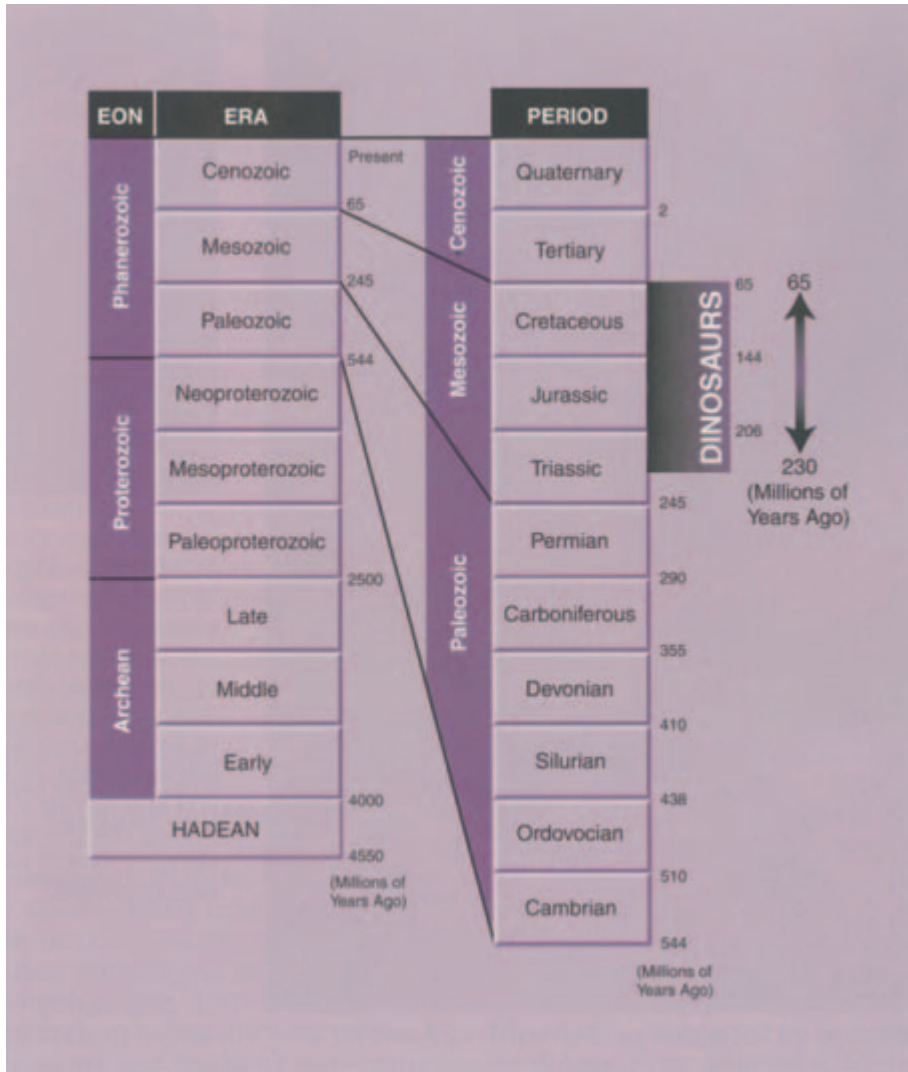 EON
ERA
Phanerozoic
Cenozoic
Mesozoic
Paleozoic
Proterozoic
Neoproterozoic
Mesoproterozoic
Paleoproterozoic
Archean
Late
Middle
Early
HADEAN
Present
65
245
544
2500
4000
4550
(Millions of
Years Ago)
PERIOD
Cenozoic
Quaternary
Tertiary
Mesozoic
Cretaceous
Jurassic
Triassic
Paleozoic
Permian
Carboniferous
Devonian
Silurian
Ordovocian
Cambrian
2
65
144
206
245
290
355
410
438
510
544
(Millions of
Years Ago)
DINOSAURS
65
230
(Millions of
Years Ago)